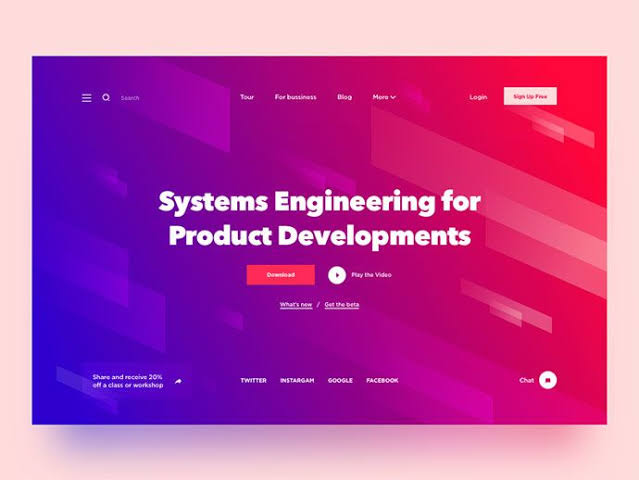 Search
Tour
For bussiness
Blog
More
Login
Sign Up Free
Systems Engineering for
Product Developments
Download
Play the Video
What's new / Get the beta
Share and receive 20%
off a class or workshop
TWITTER
INSTARGAM
GOOGLE
FACEBOOK
Chat